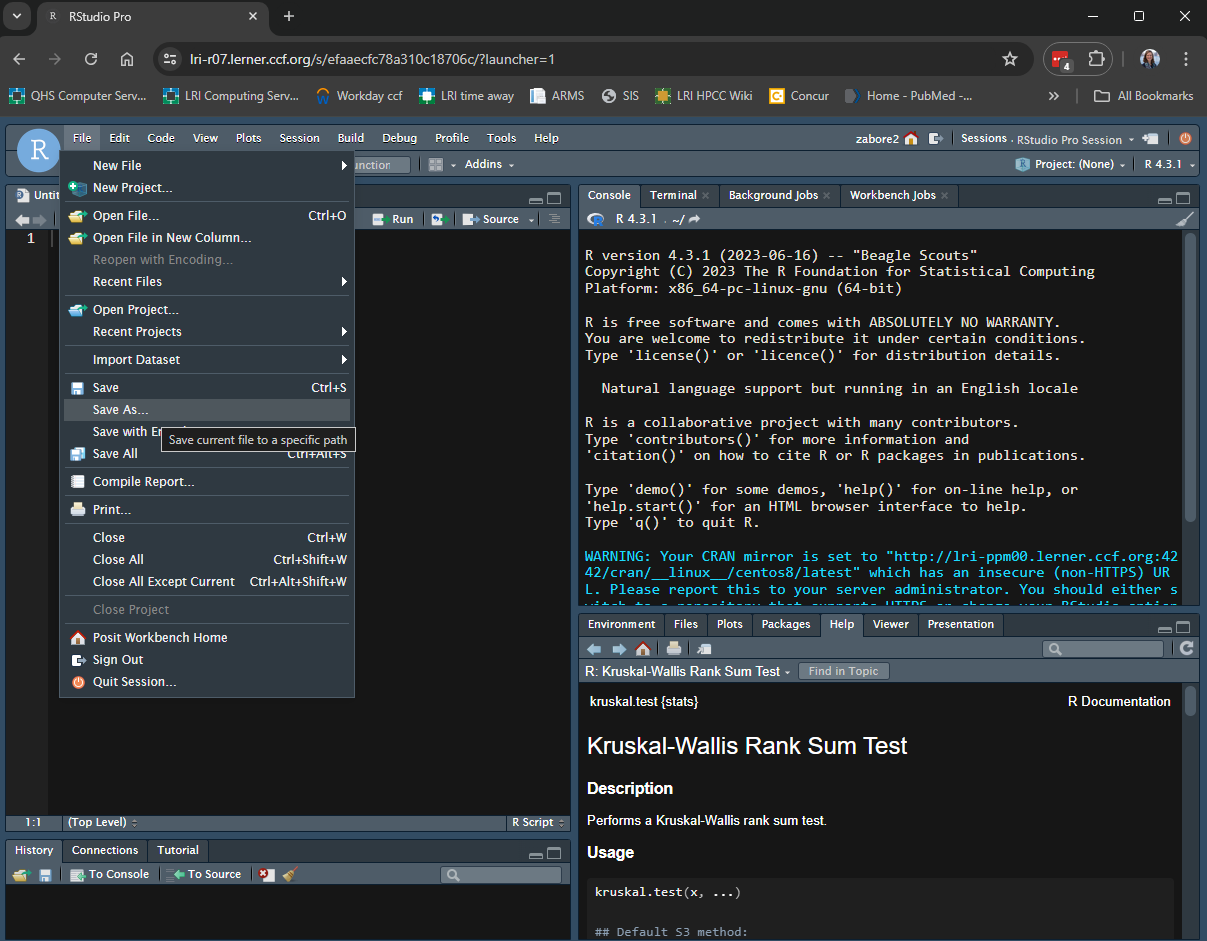 RStudio Pro
lri-r07.lerner.ccf.org/s/efaaecfc78a310c18706c/?launcher=1
4
QHS Computer Serv...
LRI Computing Serv...
Workday ccf
LRI time away
ARMS
SIS
LRI HPCC Wiki
Concur
Home - PubMed -...
All Bookmarks
R
File Edit Code View Plots Session Build Debug Profile Tools Help
zabore2
Sessions
RStudio Pro Session
Addins
Project: (None)
R 4.3.1
New File
New Project...
Open File... Ctrl+O
Open File in New Column...
Reopen with Encoding...
Recent Files
Open Project...
Recent Projects
Import Dataset
Save Ctrl+S
Save As...
Save with
Save current file to a specific path
Save All Ctrl+Alt+S
Compile Report...
Print...
Close Ctrl+W
Close All Ctrl+Shift+W
Close All Except Current Ctrl+Alt+Shift+W
Close Project
Posit Workbench Home
Sign Out
Quit Session...
Run
Source
1
1:1 (Top Level) R Script
History Connections Tutorial
To Console To Source
Console Terminal Background Jobs Workbench Jobs
R 4.3.1 . ~/
R version 4.3.1 (2023-06-16) -- "Beagle Scouts"
Copyright (C) 2023 The R Foundation for Statistical Computing
Platform: x86_64-pc-linux-gnu (64-bit)
R is free software and comes with ABSOLUTELY NO WARRANTY.
You are welcome to redistribute it under certain conditions.
Type 'license()' or 'licence()' for distribution details.
Natural language support but running in an English locale
R is a collaborative project with many contributors.
Type 'contributors()' for more information and
'citation()' on how to cite R or R packages in publications.
Type 'demo()' for some demos, 'help()' for on-line help, or
'help.start()' for an HTML browser interface to help.
Type 'q()' to quit R.
WARNING: Your CRAN mirror is set to "http://lri-ppm00.lerner.ccf.org:42
42/cran/__linux__/centos8/latest" which has an insecure (non-HTTPS) UR
L. Please report this to your server administrator. You should either s
witch to a repository that supports HTTPS or change your RStudio option
Environment Files Plots Packages Help Viewer Presentation
R: Kruskal-Wallis Rank Sum Test
Find in Topic
kruskal.test {stats} R Documentation
Kruskal-Wallis Rank Sum Test
Description
Performs a Kruskal-Wallis rank sum test.
Usage
kruskal.test(x, ...)
## Default S3 method: